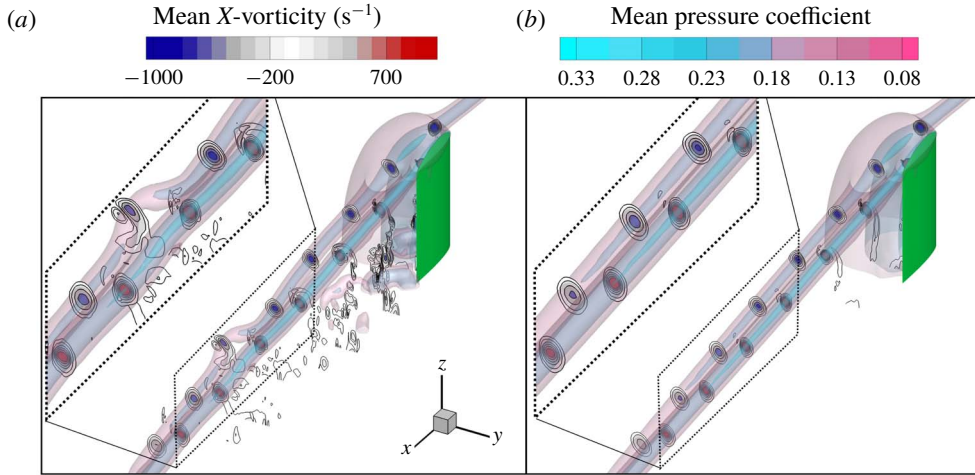 (a) Mean X-vorticity (s⁻¹)
−1000 −200 700
(b) Mean pressure coefficient
0.33 0.28 0.23 0.18 0.13 0.08
z
x y